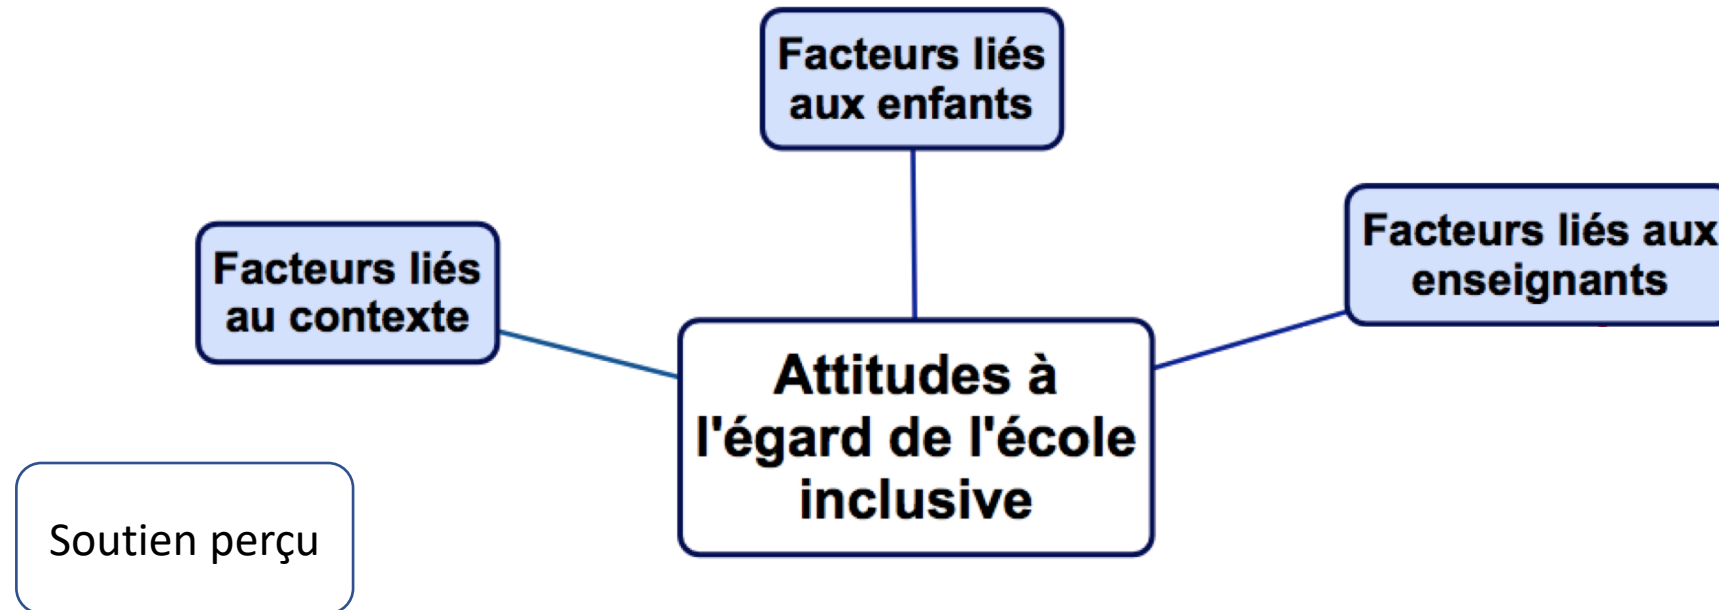 Facteurs liés
aux enfants
Facteurs liés aux
enseignants
Facteurs liés
au contexte
Attitudes à
l'égard de l'école
inclusive
Soutien perçu